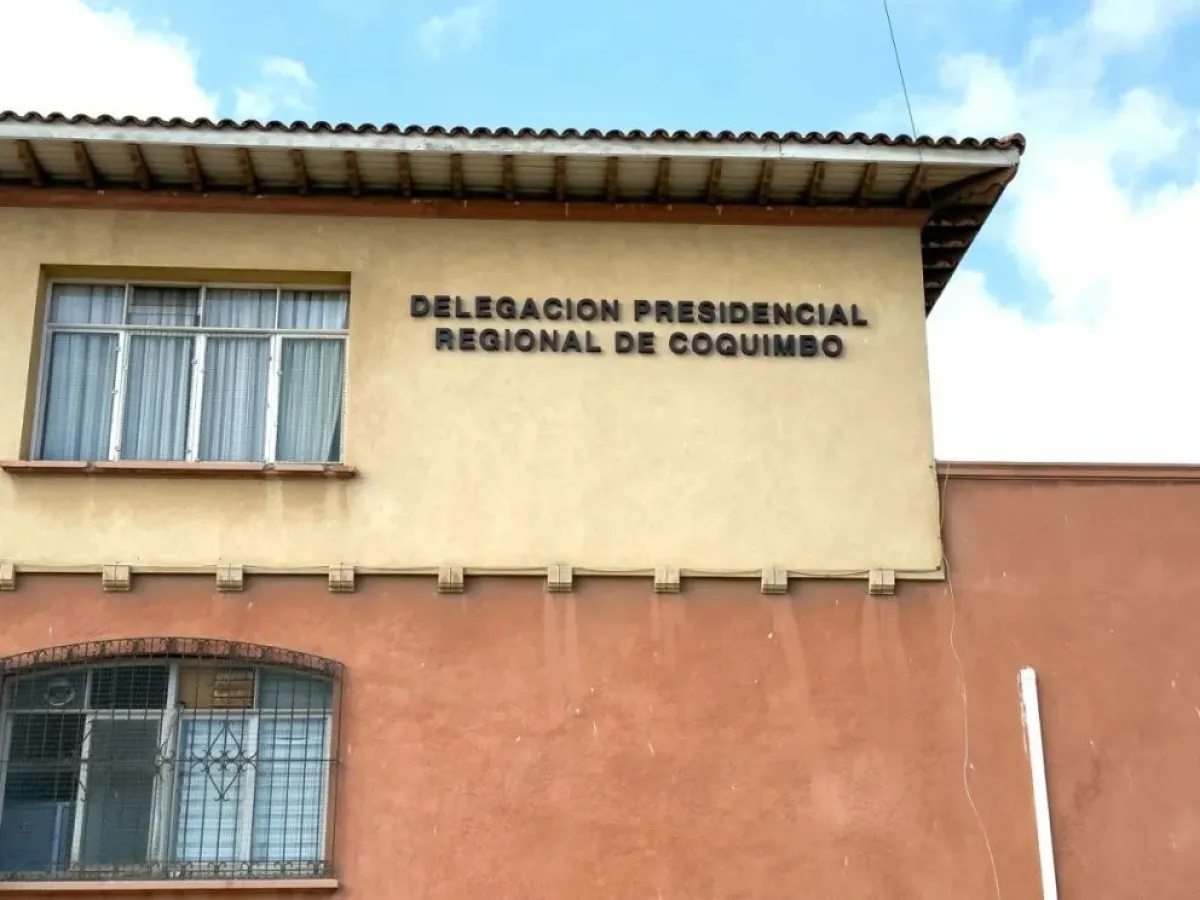 DELEGACION PRESIDENCIAL
REGIONAL DE COQUIMBO